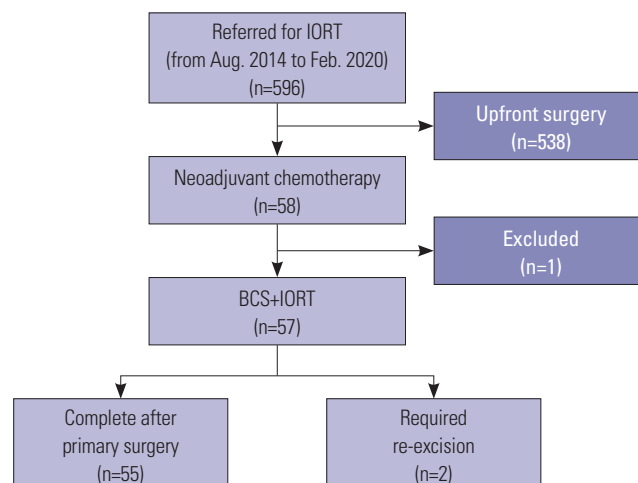 Referred for IORT
(from Aug. 2014 to Feb. 2020)
(n=596)
Upfront surgery
(n=538)
Neoadjuvant chemotherapy
(n=58)
Excluded
(n=1)
BCS+IORT
(n=57)
Complete after
primary surgery
(n=55)
Required
re-excision
(n=2)